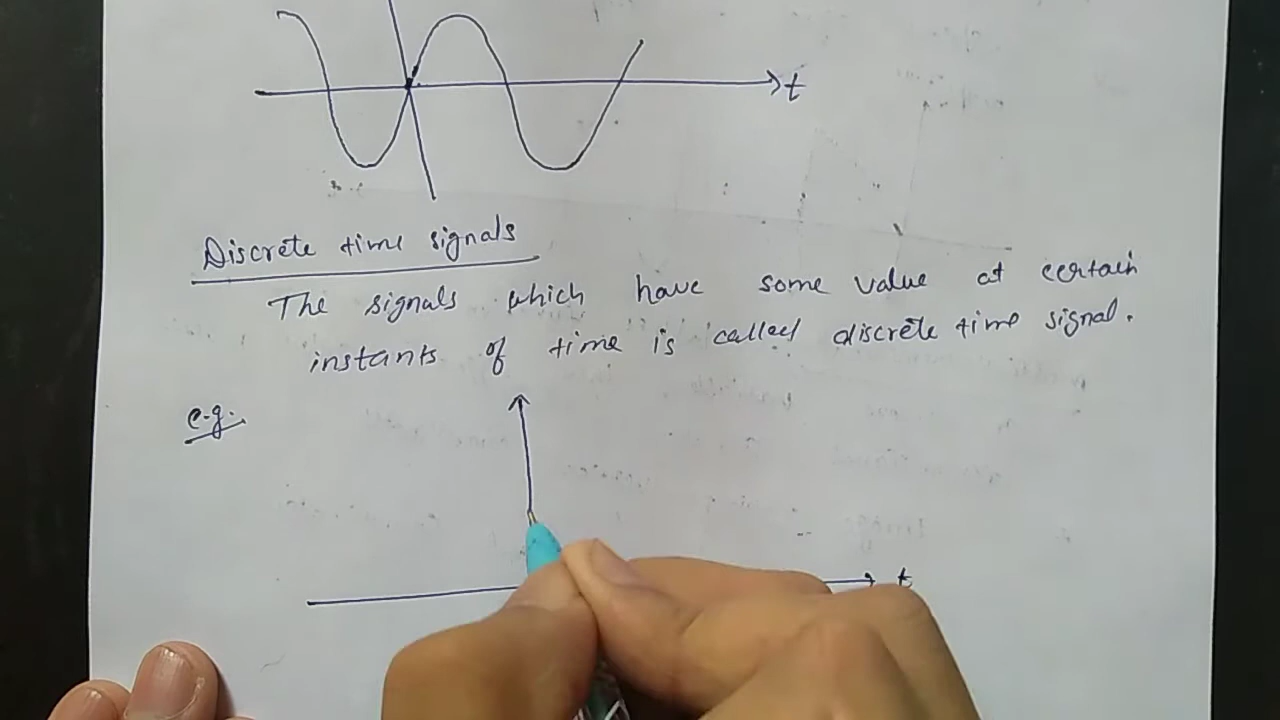 t
Discrete time signals
The signals which have some value at certain
instants of time is called discrete time signal.
e.g.
t